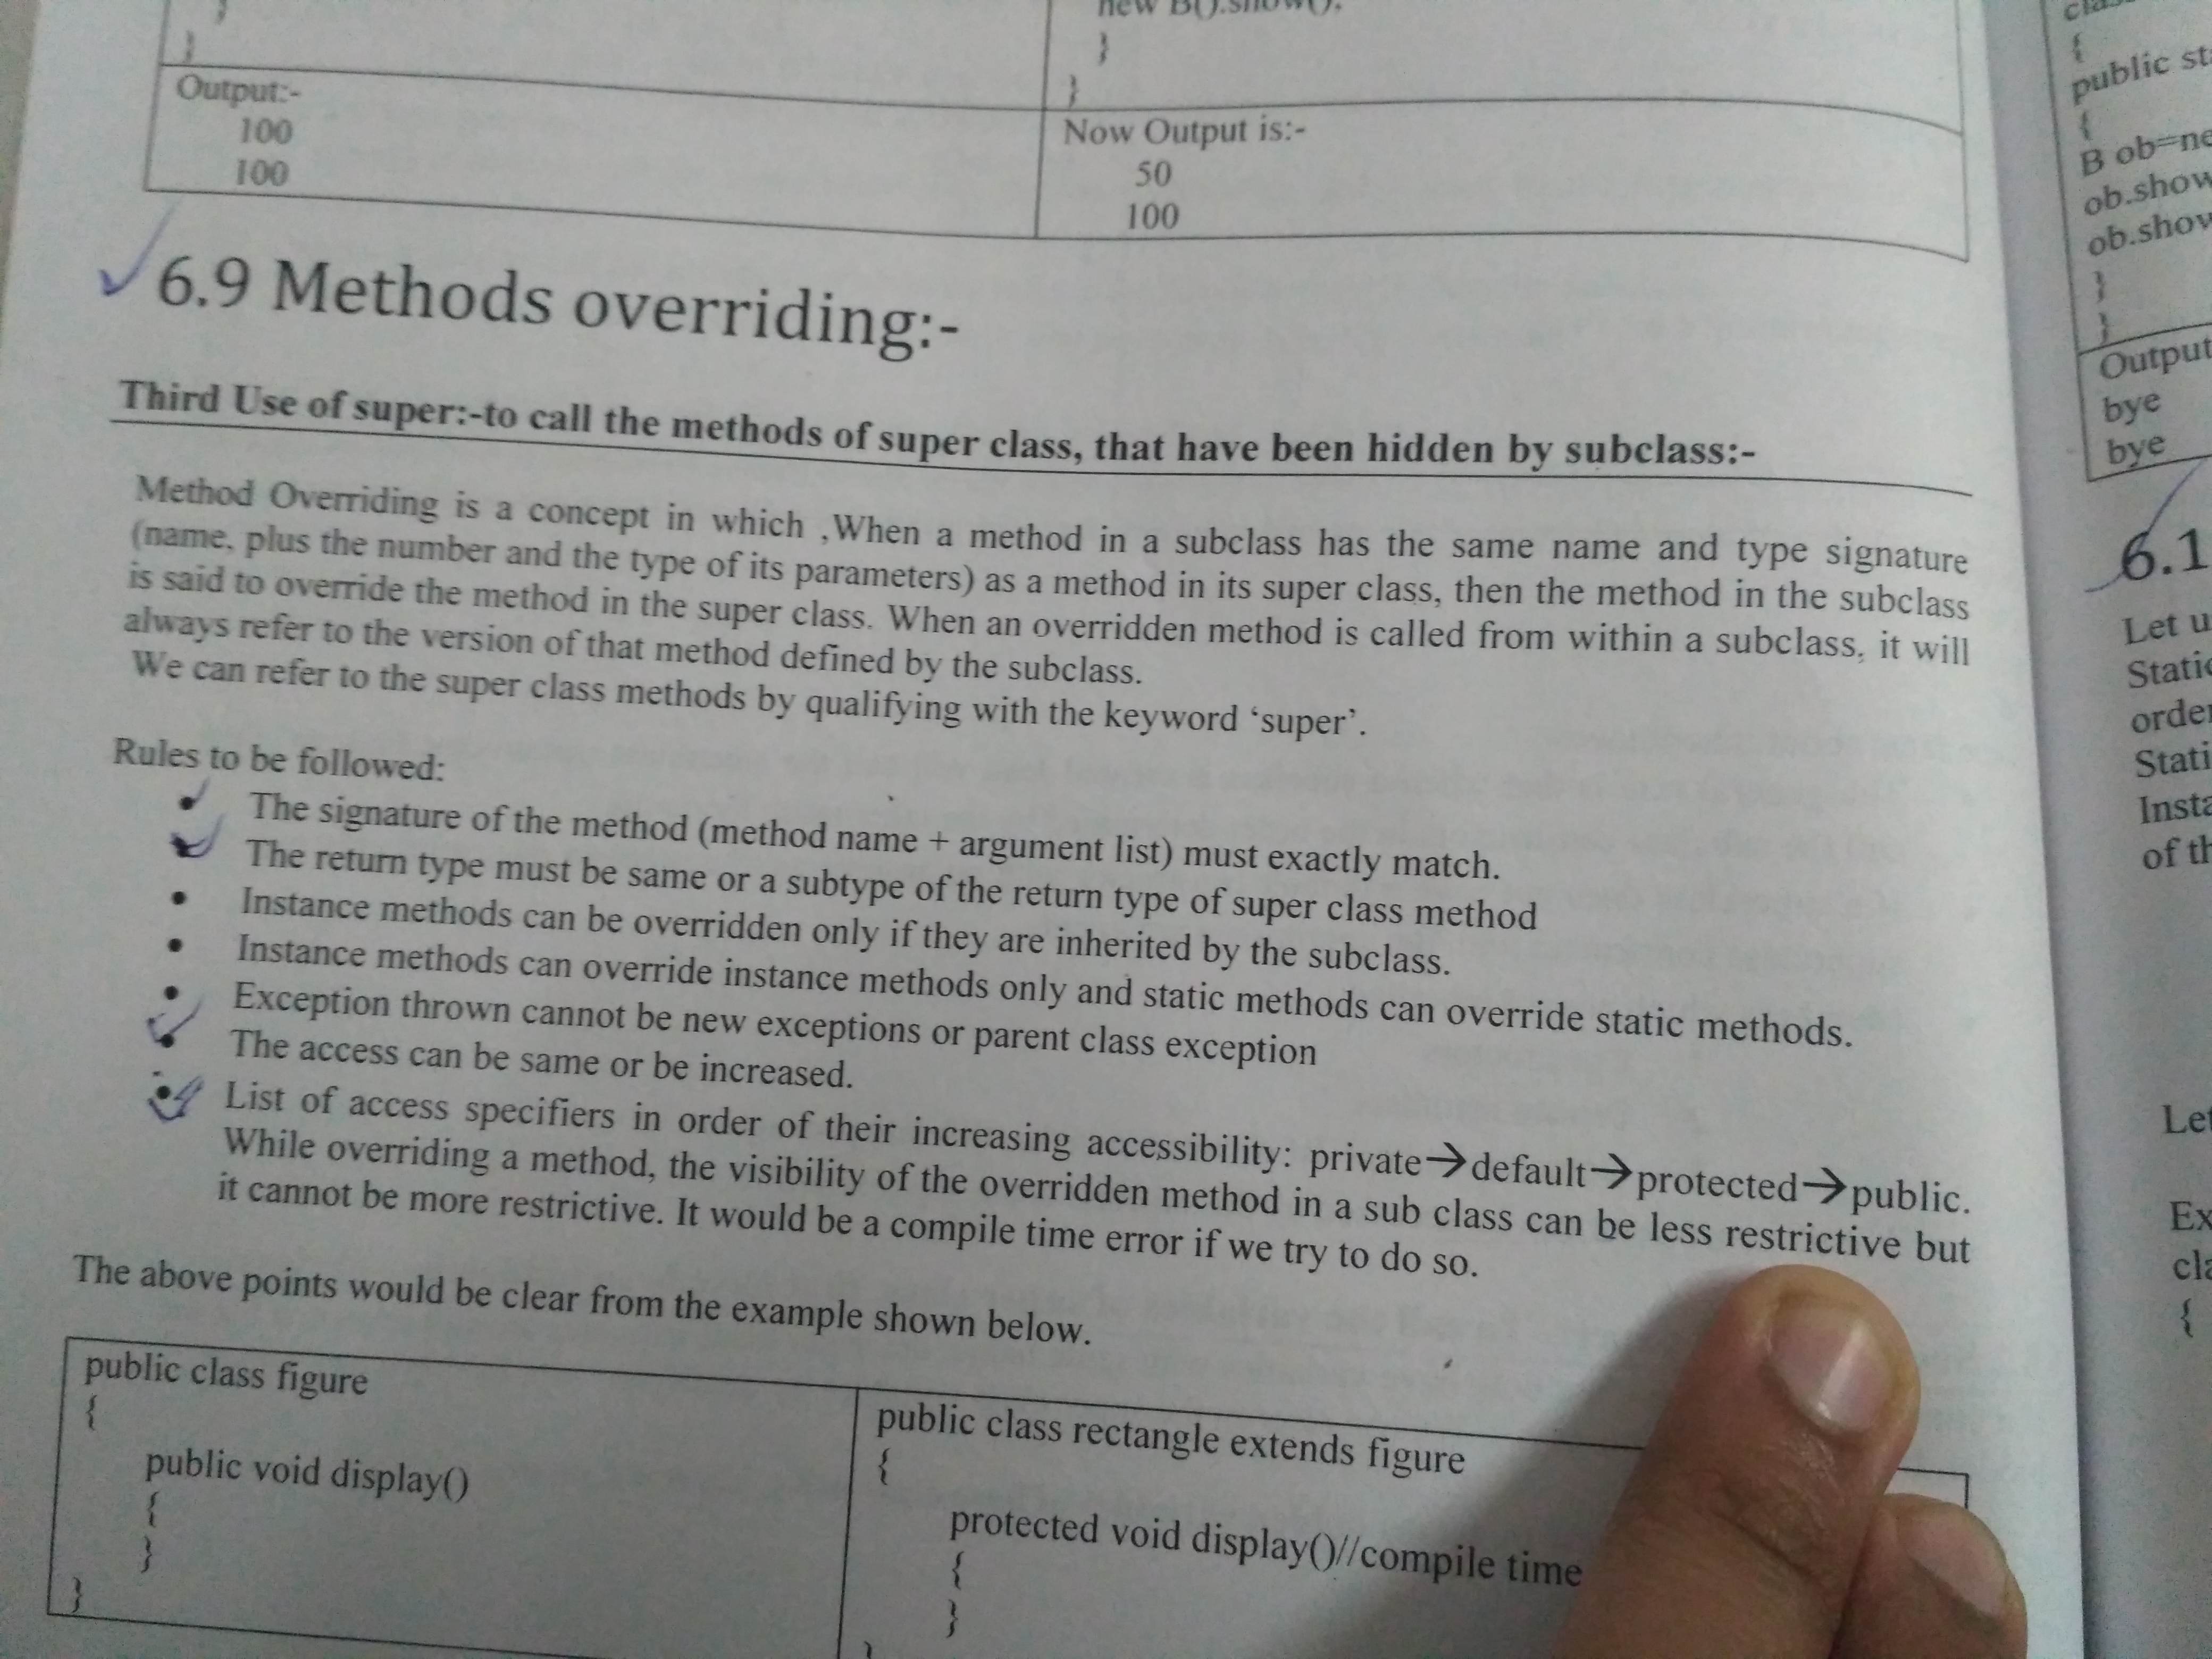 new B().show();
}
}
}
Output:-
100
100
Now Output is:-
50
100
6.9 Methods overriding:-
Third Use of super:-to call the methods of super class, that have been hidden by subclass:-
Method Overriding is a concept in which ,When a method in a subclass has the same name and type signature
(name, plus the number and the type of its parameters) as a method in its super class, then the method in the subclass
is said to override the method in the super class. When an overridden method is called from within a subclass, it will
always refer to the version of that method defined by the subclass.
We can refer to the super class methods by qualifying with the keyword ‘super’.
Rules to be followed:
• The signature of the method (method name + argument list) must exactly match.
• The return type must be same or a subtype of the return type of super class method
• Instance methods can be overridden only if they are inherited by the subclass.
• Instance methods can override instance methods only and static methods can override static methods.
• Exception thrown cannot be new exceptions or parent class exception
• The access can be same or be increased.
• List of access specifiers in order of their increasing accessibility: private→default→protected→public.
While overriding a method, the visibility of the overridden method in a sub class can be less restrictive but
it cannot be more restrictive. It would be a compile time error if we try to do so.
The above points would be clear from the example shown below.
public class figure
{
public void display()
{
}
}
public class rectangle extends figure
{
protected void display()//compile time
{
}
}
{
public
{
B
ob.show
}
}
Output
bye
bye
6.1
Let
of
{